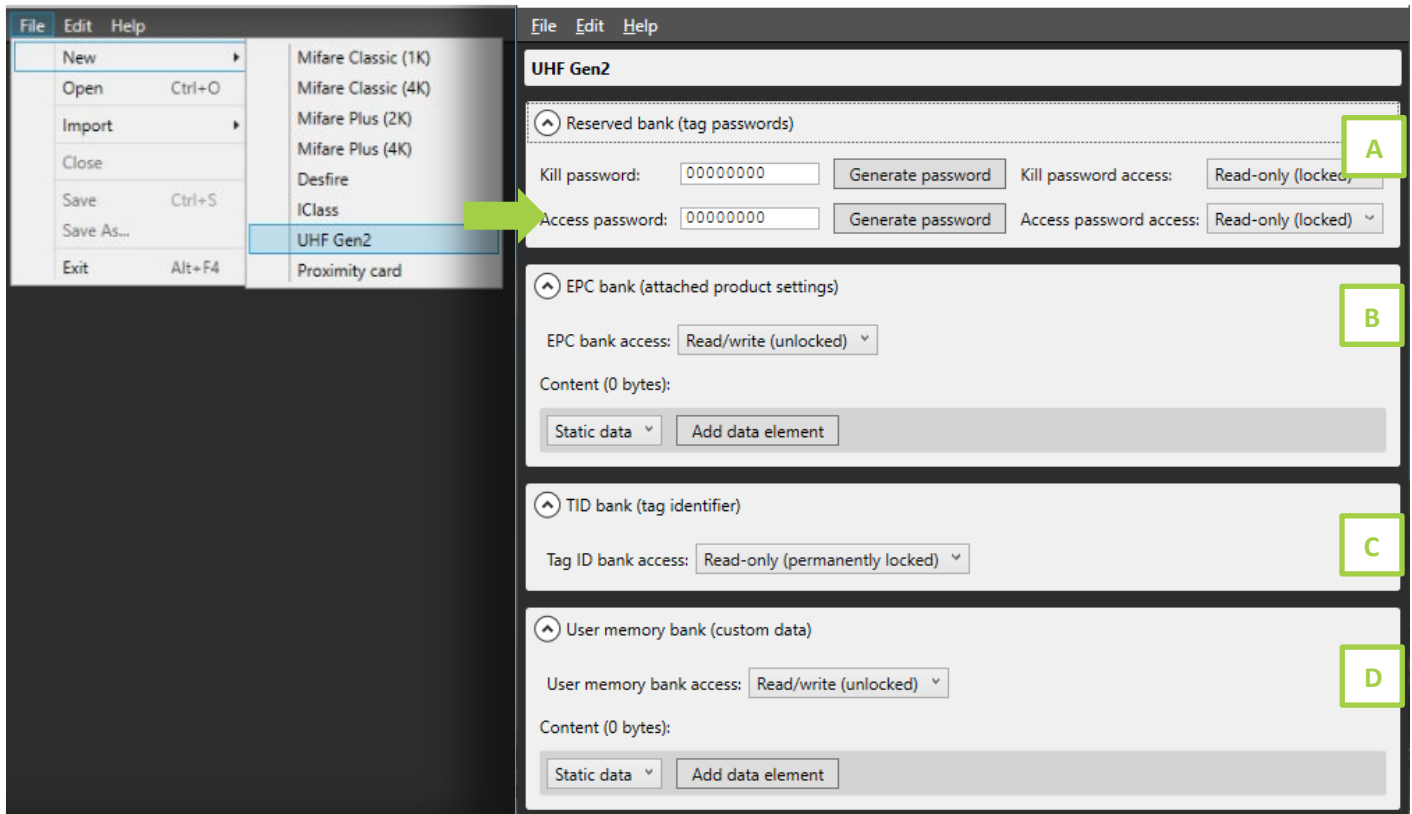 File Edit Help
New
Open Ctrl+O
Import
Close
Save Ctrl+S
Save As...
Exit Alt+F4
Mifare Classic (1K)
Mifare Classic (4K)
Mifare Plus (2K)
Mifare Plus (4K)
Desfire
IClass
UHF Gen2
Proximity card
File Edit Help
UHF Gen2
Reserved bank (tag passwords)
A
Kill password: 00000000 Generate password Kill password access: Read-only (locked)
Access password: 00000000 Generate password Access password access: Read-only (locked)
EPC bank (attached product settings)
B
EPC bank access: Read/write (unlocked)
Content (0 bytes):
Static data Add data element
TID bank (tag identifier)
C
Tag ID bank access: Read-only (permanently locked)
User memory bank (custom data)
D
User memory bank access: Read/write (unlocked)
Content (0 bytes):
Static data Add data element